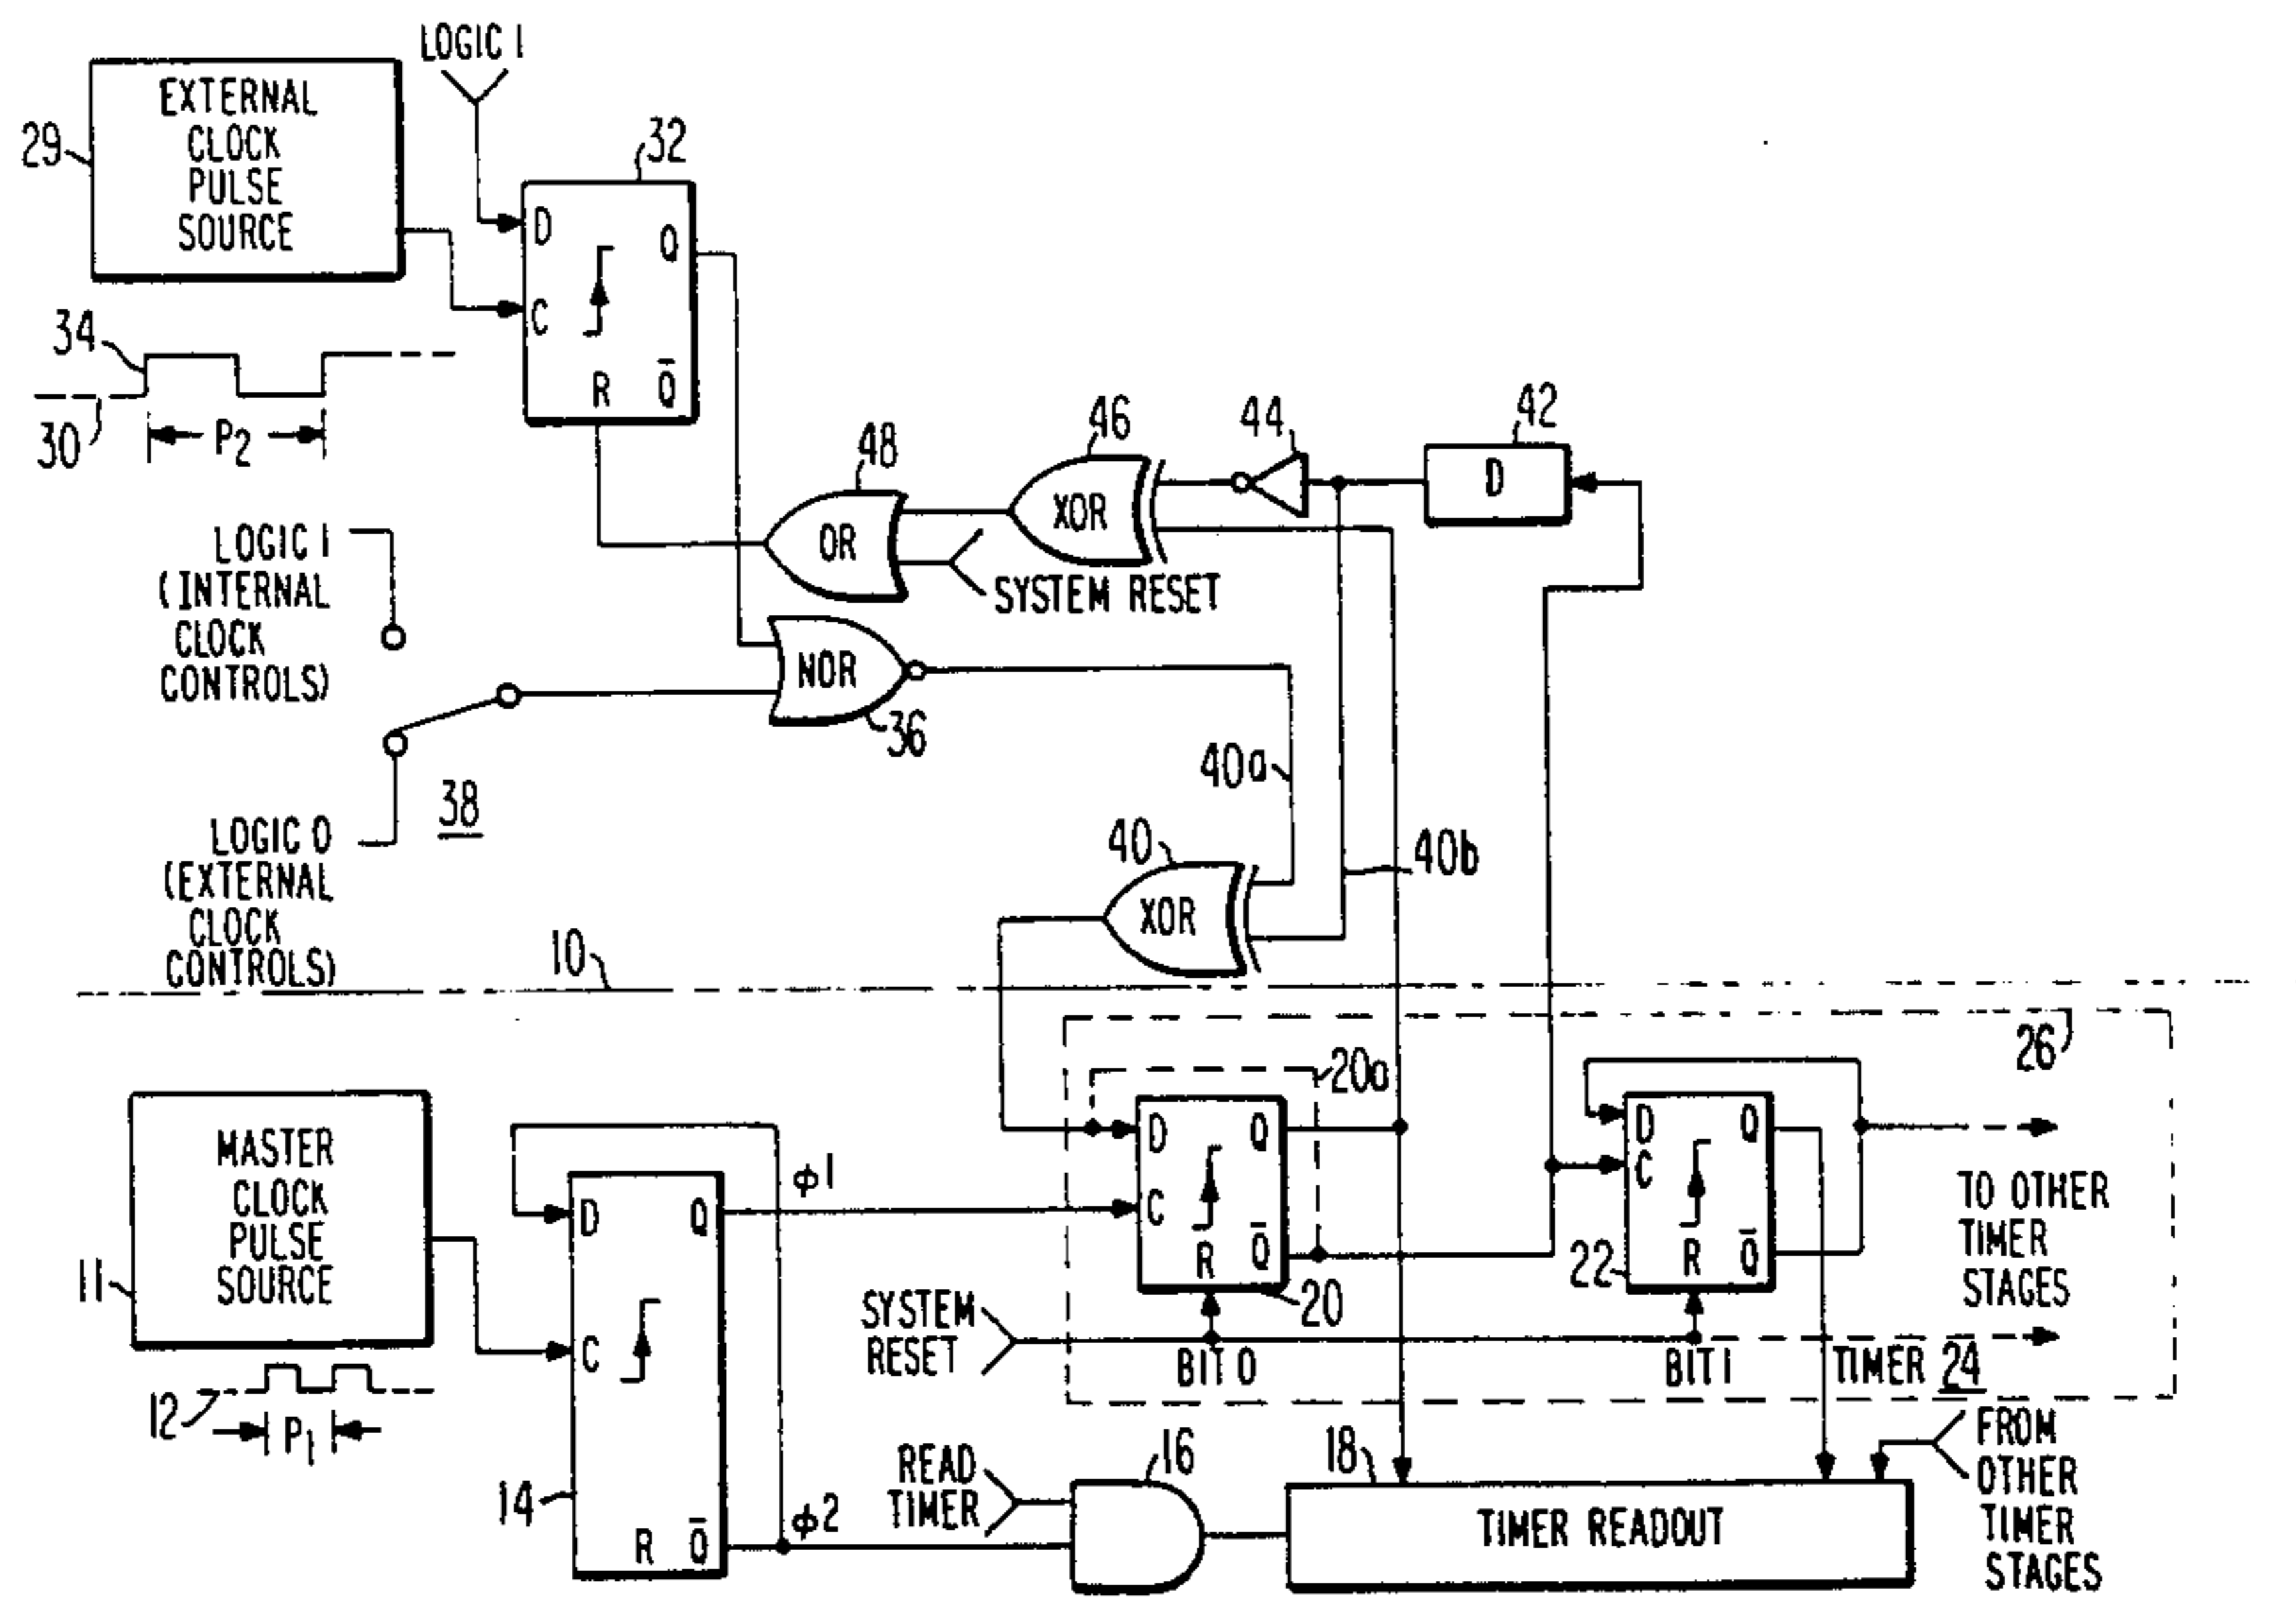 LOGIC 1
EXTERNAL
CLOCK
PULSE
SOURCE
29
32
D
Q
C
R
Q̅
34
30
P2
42
D
44
46
XOR
48
OR
SYSTEM RESET
LOGIC 1
(INTERNAL
CLOCK
CONTROLS)
NOR
36
40a
38
LOGIC 0
(EXTERNAL
CLOCK
CONTROLS)
40
XOR
40b
10
26
20a
MASTER
CLOCK
PULSE
SOURCE
11
12
P1
D
Q
C
R
Q̅
14
ϕ1
ϕ2
D
Q
C
R
Q̅
20
D
Q
C
R
Q̅
22
TO OTHER
TIMER
STAGES
SYSTEM
RESET
BIT 0
BIT 1
TIMER 24
READ
TIMER
16
18
TIMER READOUT
FROM
OTHER
TIMER
STAGES